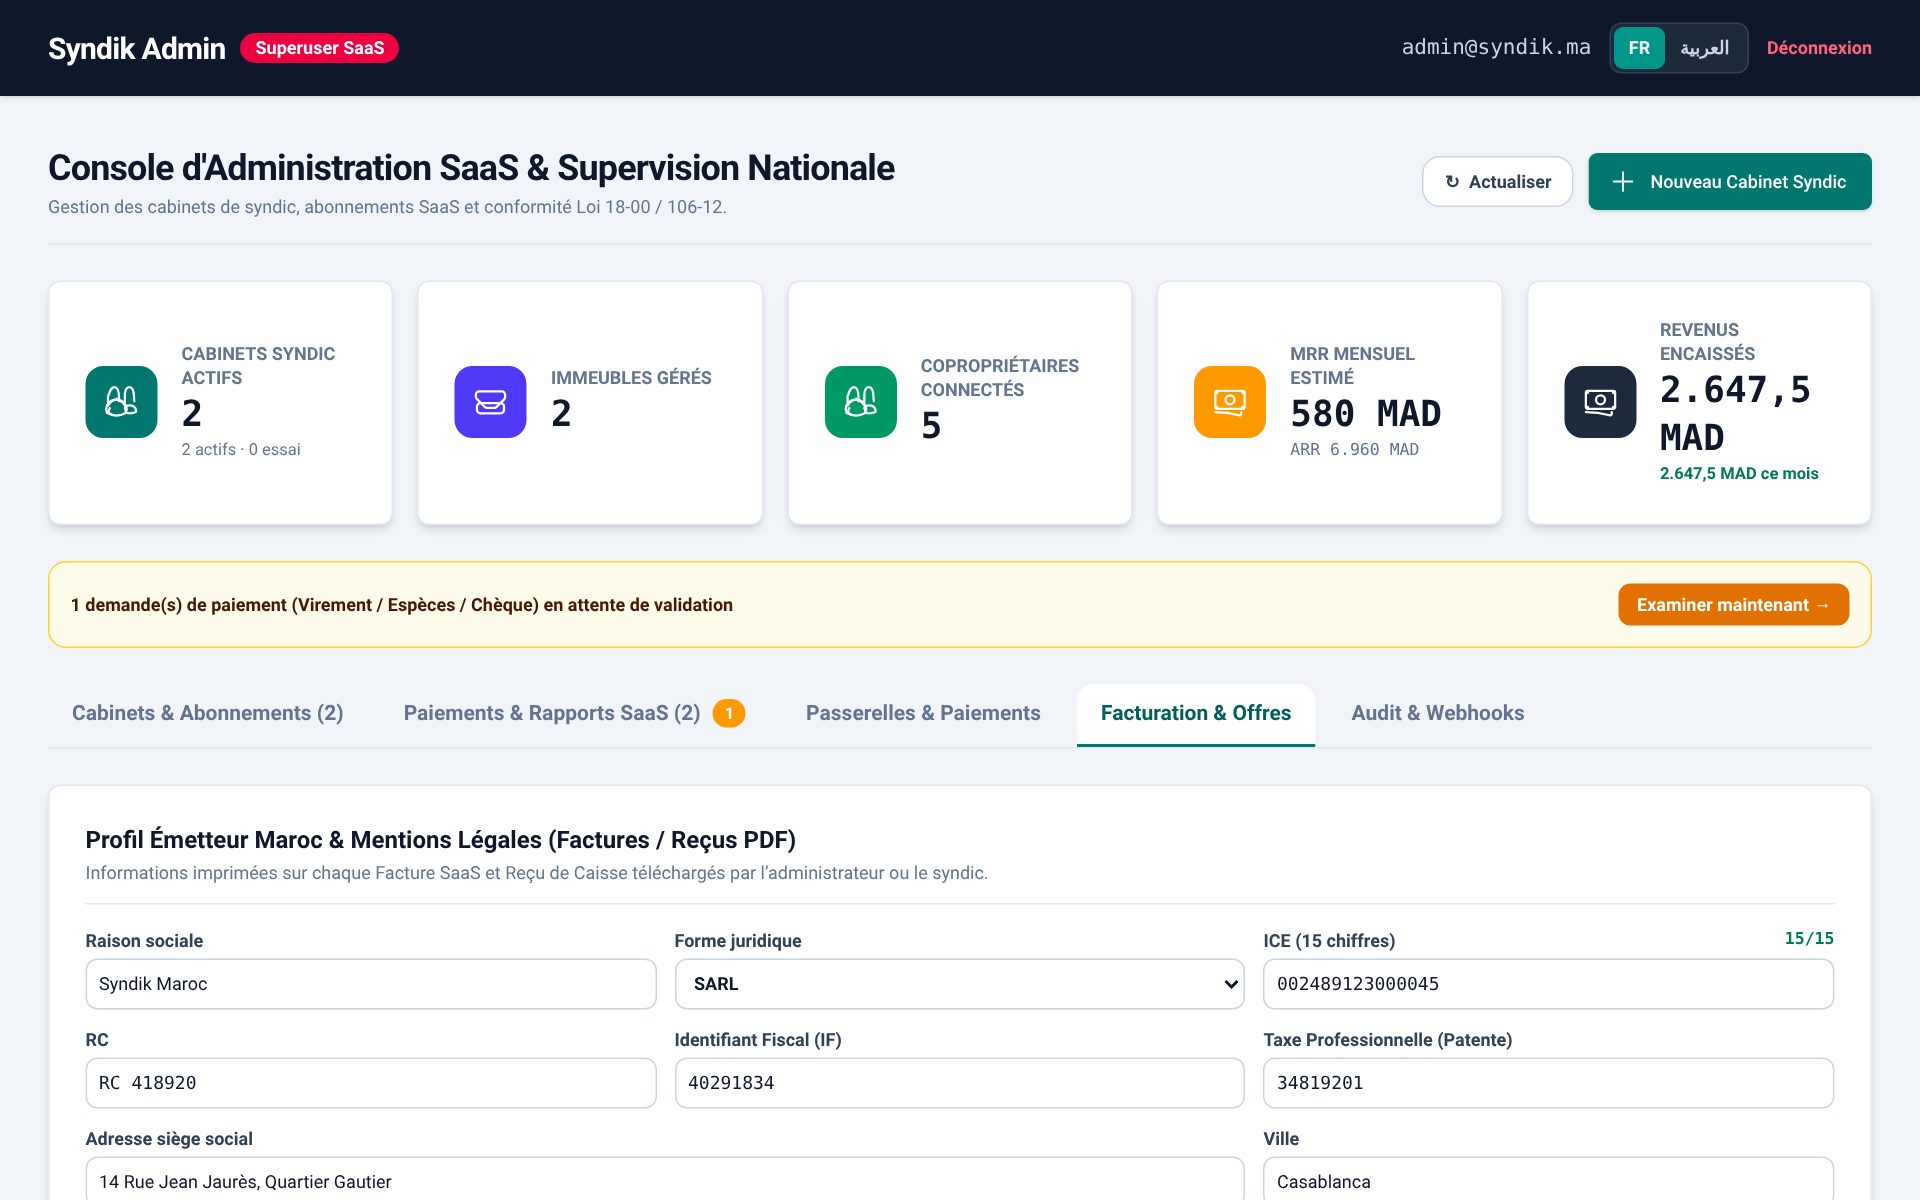 Syndik Admin
Superuser SaaS
admin@syndik.ma
FR
العربية
Déconnexion
Console d'Administration SaaS & Supervision Nationale
Gestion des cabinets de syndic, abonnements SaaS et conformité Loi 18-00 / 106-12.
↻ Actualiser
+ Nouveau Cabinet Syndic
CABINETS SYNDIC
ACTIFS
2
2 actifs · 0 essai
IMMEUBLES GÉRÉS
2
COPROPRIÉTAIRES
CONNECTÉS
5
MRR MENSUEL
ESTIMÉ
580 MAD
ARR 6.960 MAD
REVENUS
ENCAISSÉS
2.647,5
MAD
2.647,5 MAD ce mois
1 demande(s) de paiement (Virement / Espèces / Chèque) en attente de validation
Examiner maintenant →
Cabinets & Abonnements (2)
Paiements & Rapports SaaS (2) 1
Passerelles & Paiements
Facturation & Offres
Audit & Webhooks
Profil Émetteur Maroc & Mentions Légales (Factures / Reçus PDF)
Informations imprimées sur chaque Facture SaaS et Reçu de Caisse téléchargés par l’administrateur ou le syndic.
Raison sociale
Syndik Maroc
Forme juridique
SARL
ICE (15 chiffres)
15/15
002489123000045
RC
RC 418920
Identifiant Fiscal (IF)
40291834
Taxe Professionnelle (Patente)
34819201
Adresse siège social
14 Rue Jean Jaurès, Quartier Gautier
Ville
Casablanca